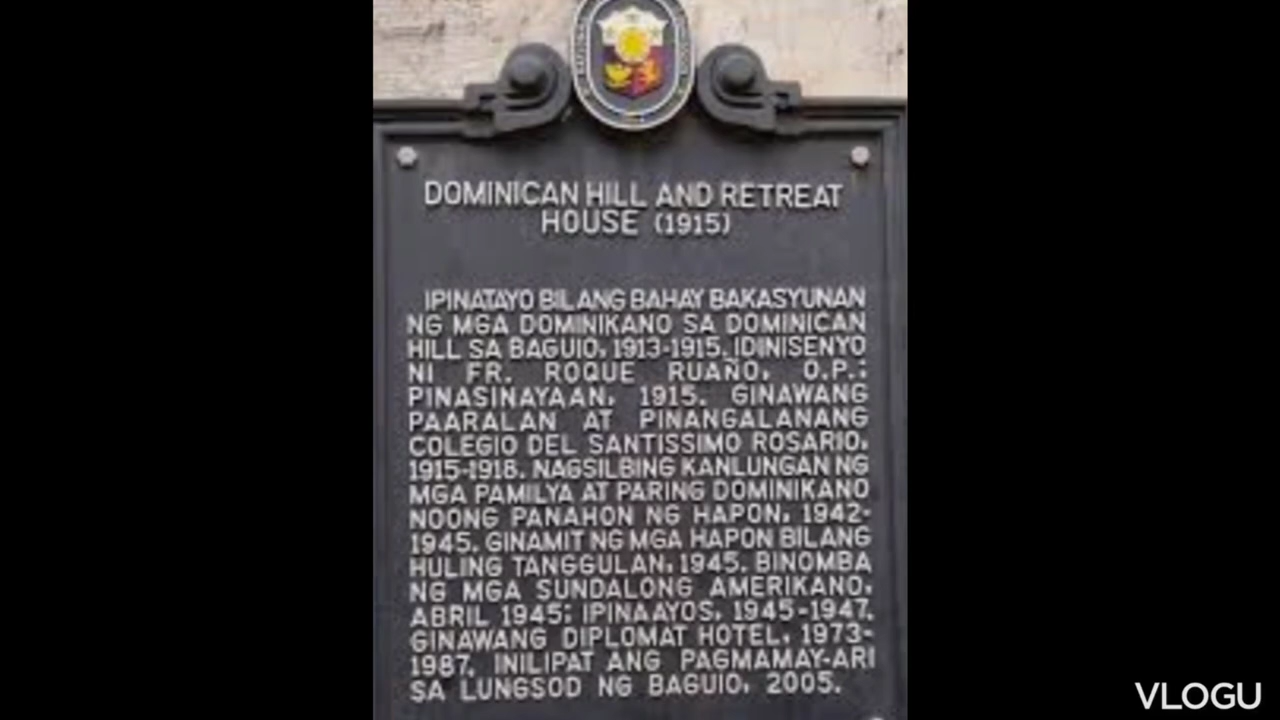 DOMINICAN HILL AND RETREAT
HOUSE (1915)
IPINATAYO BILANG BAHAY BAKASYUNAN
NG MGA DOMINIKANO SA DOMINICAN
HILL SA BAGUIO, 1913-1915. IDINISENYO
NI FR. ROQUE RUAÑO, O.P.;
PINASINAYAAN, 1915. GINAWANG
PAARALAN AT PINANGALANANG
COLEGIO DEL SANTISSIMO ROSARIO,
1915-1918. NAGSILBING KANLUNGAN NG
MGA PAMILYA AT PARING DOMINIKANO
NOONG PANAHON NG HAPON, 1942-
1945. GINAMIT NG MGA HAPON BILANG
HULING TANGGULAN, 1945. BINOMBA
NG MGA SUNDALONG AMERIKANO,
ABRIL 1945; IPINAAYOS, 1945-1947.
GINAWANG DIPLOMAT HOTEL, 1973-
1987. INILIPAT ANG PAGMAMAY-ARI
SA LUNGSOD NG BAGUIO, 2005.
VLOGU